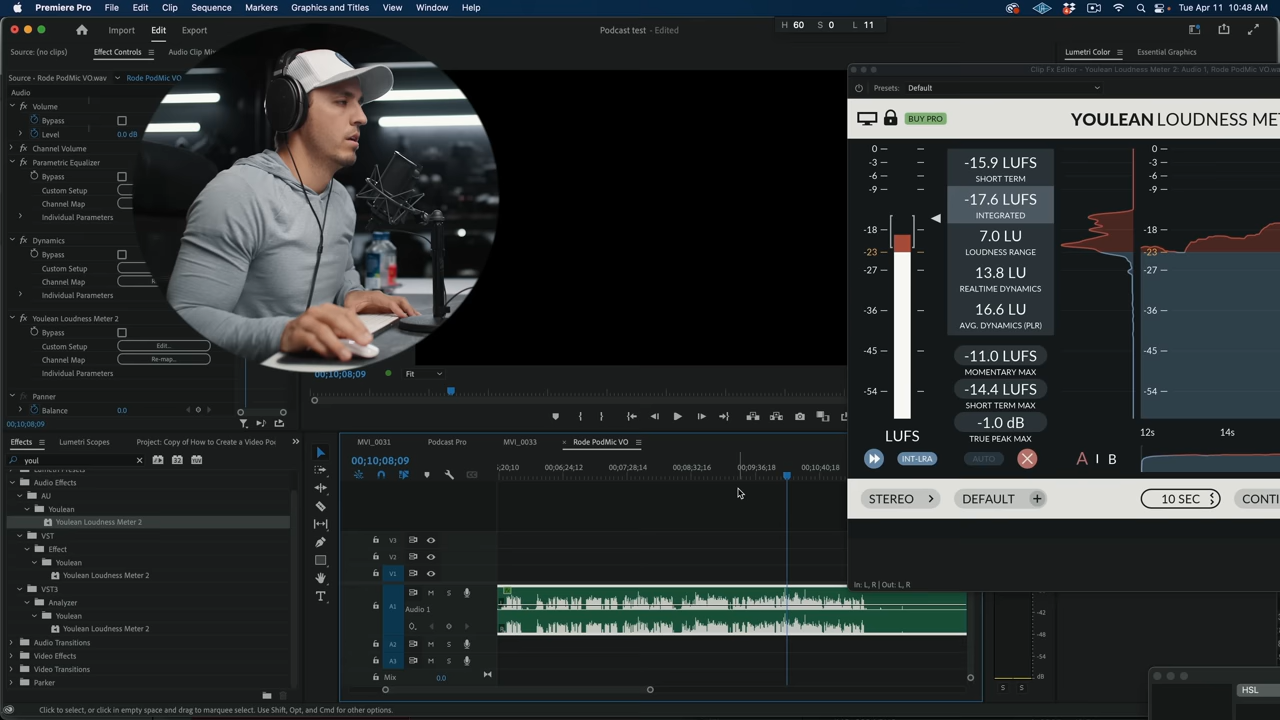 Premiere Pro File Edit Clip Sequence Markers Graphics and Titles View Window Help
Tue Apr 11 10:48 AM
H 60 S 0 L 11
Import Edit Export
Podcast test - Edited
Source: (no clips) Effect Controls Audio Clip Mix
Lumetri Color Essential Graphics
Source - Rode PodMic VO.wav Rode PodMic VO
Audio
Volume
Bypass
Level 0.0 dB
Channel Volume
Parametric Equalizer
Bypass
Custom Setup
Channel Map
Individual Parameters
Dynamics
Bypass
Custom Setup
Channel Map
Individual Parameters
Youlean Loudness Meter 2
Bypass
Custom Setup Edit...
Channel Map Re-map...
Individual Parameters
Panner
Balance 0.0
00;10;08;09
00;10;08;09 Fit
Clip Fx Editor - Youlean Loudness Meter 2: Audio 1, Rode PodMic VO.wa
Presets: Default
BUY PRO
YOULEAN LOUDNESS MET
0
-3
-6
-9
-18
-23
-27
-36
-45
-54
LUFS
-15.9 LUFS
SHORT TERM
-17.6 LUFS
INTEGRATED
7.0 LU
LOUDNESS RANGE
13.8 LU
REALTIME DYNAMICS
16.6 LU
AVG. DYNAMICS (PLR)
-11.0 LUFS
MOMENTARY MAX
-14.4 LUFS
SHORT TERM MAX
-1.0 dB
TRUE PEAK MAX
0
-3
-6
-9
-18
-23
-27
-36
-45
-54
12s 14s
INT-LRA AUTO A I B
STEREO DEFAULT + 10 SEC CONTI
In: L, R | Out: L, R
Effects Lumetri Scopes Project: Copy of How to Create a Video Pod
youl
Lumetri Presets
Audio Effects
AU
Youlean
Youlean Loudness Meter 2
VST
Effect
Youlean
Youlean Loudness Meter 2
VST3
Analyzer
Youlean
Youlean Loudness Meter 2
Audio Transitions
Video Effects
Video Transitions
Parker
MVI_0031 Podcast Pro MVI_0033 Rode PodMic VO
00;10;08;09
;20;10 00;06;24;12 00;07;28;14 00;08;32;16 00;09;36;18 00;10;40;18
V3
V2
V1
A1 M S
Audio 1
A2 M S
A3 M S
Mix 0.0
-42
-48
-54
dB
S S
HSL
Click to select, or click in empty space and drag to marquee select. Use Shift, Opt, and Cmd for other options.